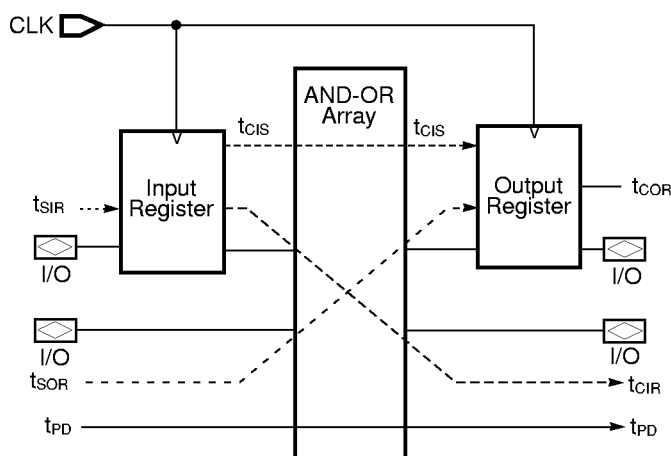 CLK
AND-OR
Array
tCIS
tCIS
Input
Register
Output
Register
tSIR
tCOR
I/O
I/O
I/O
I/O
tSOR
tCIR
tPD
tPD